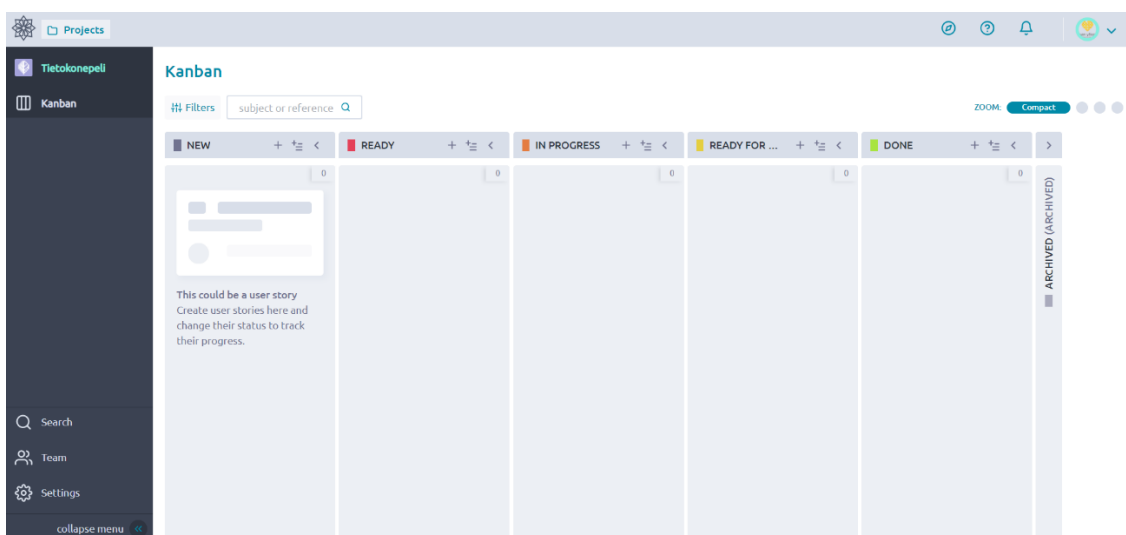 Projects
Tietokonepeli
Kanban
Search
Team
Settings
collapse menu
Kanban
Filters
subject or reference
ZOOM: Compact
NEW
READY
IN PROGRESS
READY FOR ...
DONE
0
0
0
0
0
This could be a user story
Create user stories here and
change their status to track
their progress.
ARCHIVED (ARCHIVED)